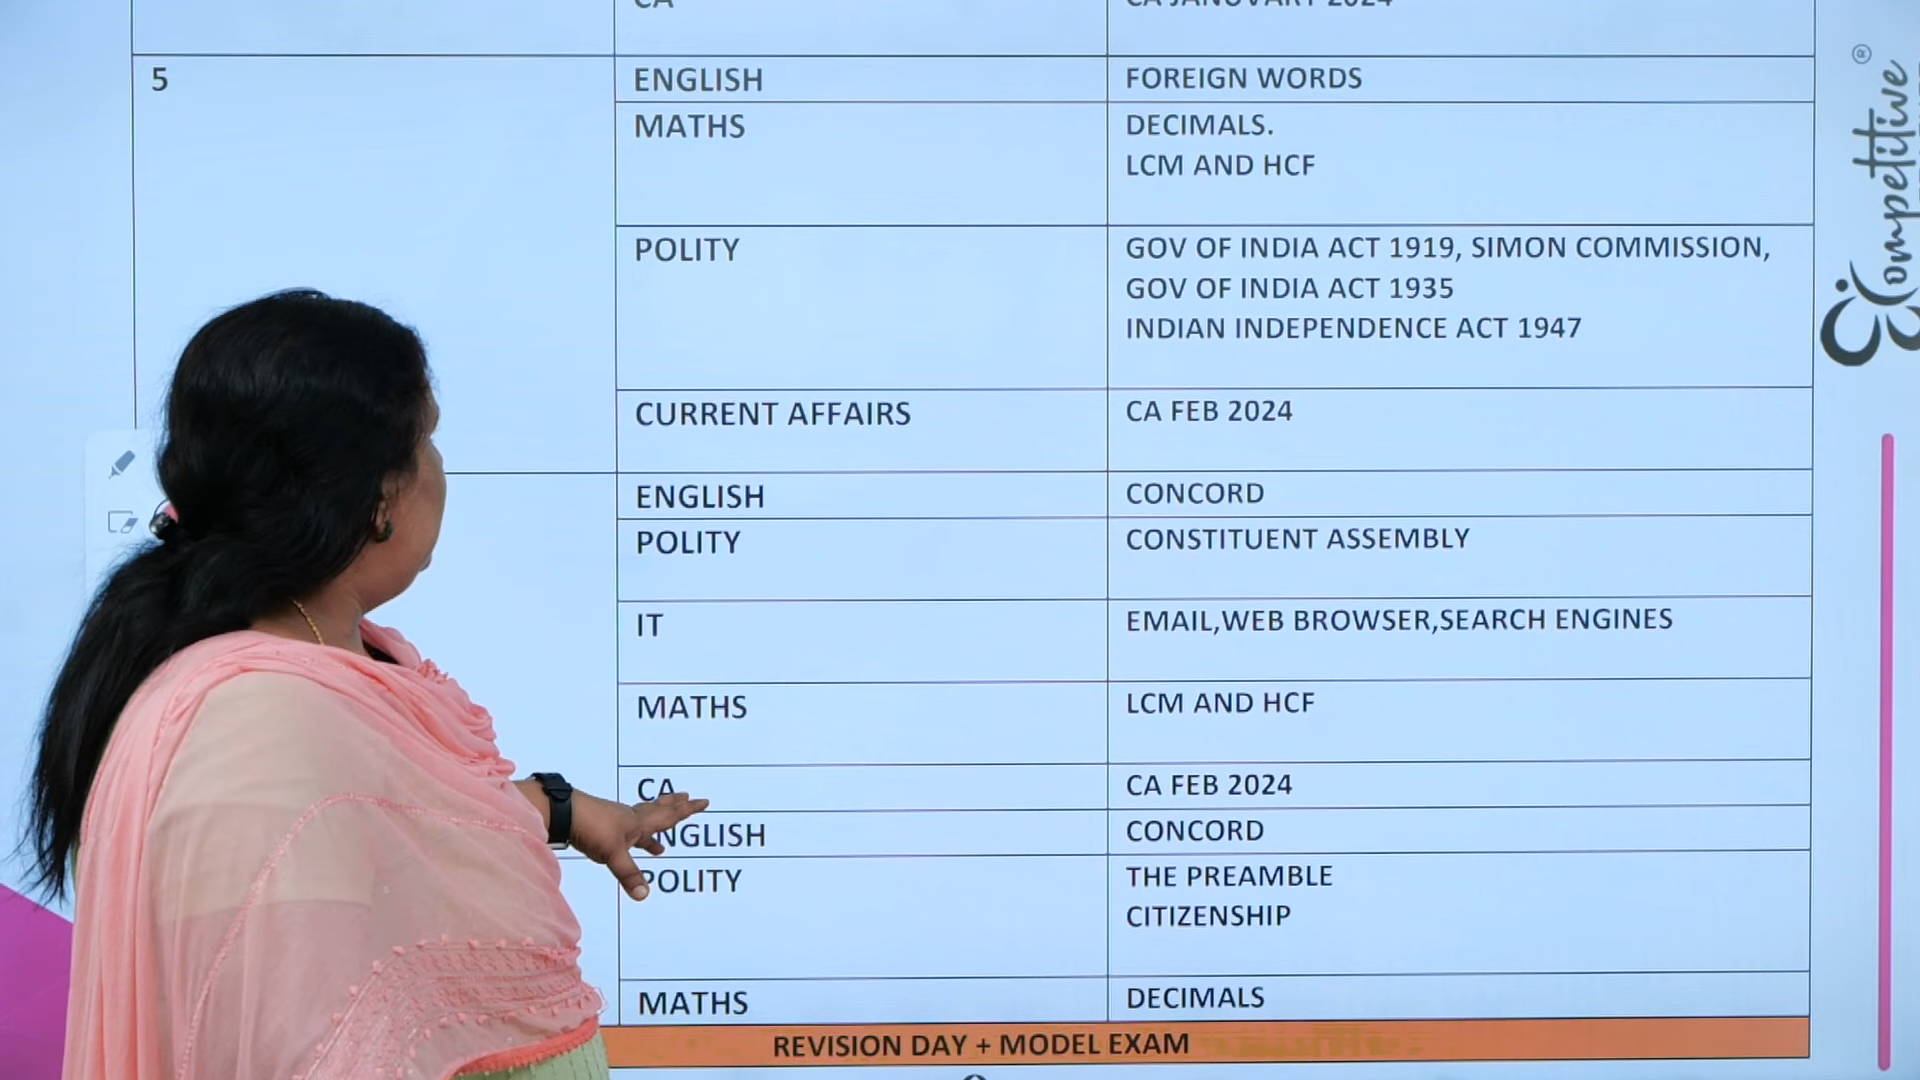 CA CA JANUVARY 2024
5 ENGLISH FOREIGN WORDS
MATHS DECIMALS.
LCM AND HCF
POLITY GOV OF INDIA ACT 1919, SIMON COMMISSION,
GOV OF INDIA ACT 1935
INDIAN INDEPENDENCE ACT 1947
CURRENT AFFAIRS CA FEB 2024
ENGLISH CONCORD
POLITY CONSTITUENT ASSEMBLY
IT EMAIL,WEB BROWSER,SEARCH ENGINES
MATHS LCM AND HCF
CA CA FEB 2024
ENGLISH CONCORD
POLITY THE PREAMBLE
CITIZENSHIP
MATHS DECIMALS
REVISION DAY + MODEL EXAM
Competitive ®